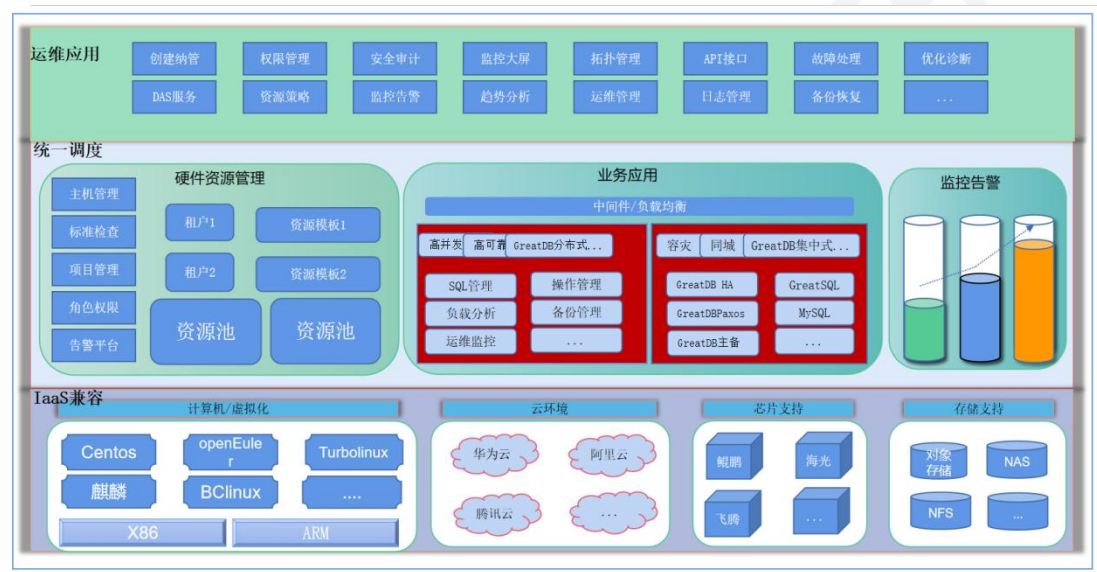 运维应用
创建纳管 权限管理 安全审计 监控大屏 拓扑管理 API接口 故障处理 优化诊断
DAS服务 资源策略 监控告警 趋势分析 运维管理 日志管理 备份恢复 ...
统一调度
硬件资源管理
主机管理
标准检查
项目管理
角色权限
告警平台
租户1 资源模板1
租户2 资源模板2
资源池 资源池
业务应用
中间件/负载均衡
高并发 高可靠 GreatDB分布式...
SQL管理 操作管理
负载分析 备份管理
运维监控 ...
容灾 同城 GreatDB集中式...
GreatDB HA GreatSQL
GreatDBPaxos MySQL
GreatDB主备 ...
监控告警
IaaS兼容
计算机/虚拟化
Centos openEule
r Turbolinux
麒麟 BClinux ....
X86 ARM
云环境
华为云 阿里云
腾讯云 ...
芯片支持
鲲鹏 海光
飞腾 ...
存储支持
对象
存储 NAS
NFS ...